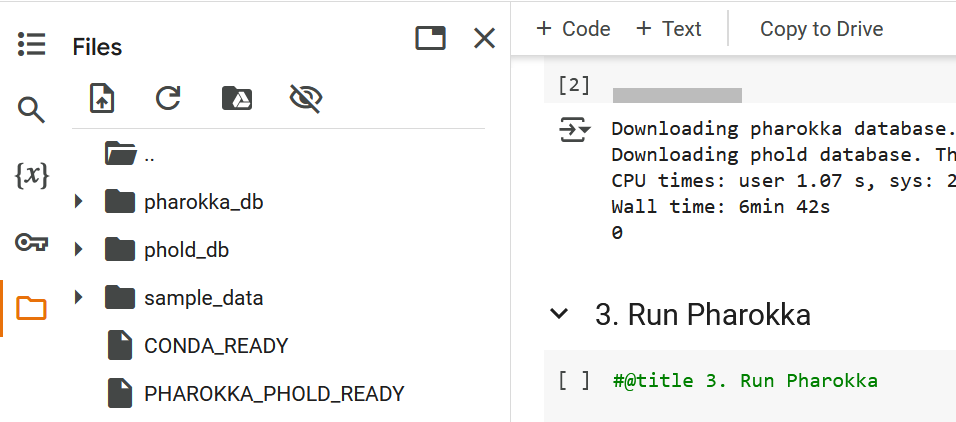 Files
{x}
..
pharokka_db
phold_db
sample_data
CONDA_READY
PHAROKKA_PHOLD_READY
+ Code + Text Copy to Drive
[2]
Downloading pharokka database.
Downloading phold database. Th
CPU times: user 1.07 s, sys: 2
Wall time: 6min 42s
0
3. Run Pharokka
[ ] #@title 3. Run Pharokka